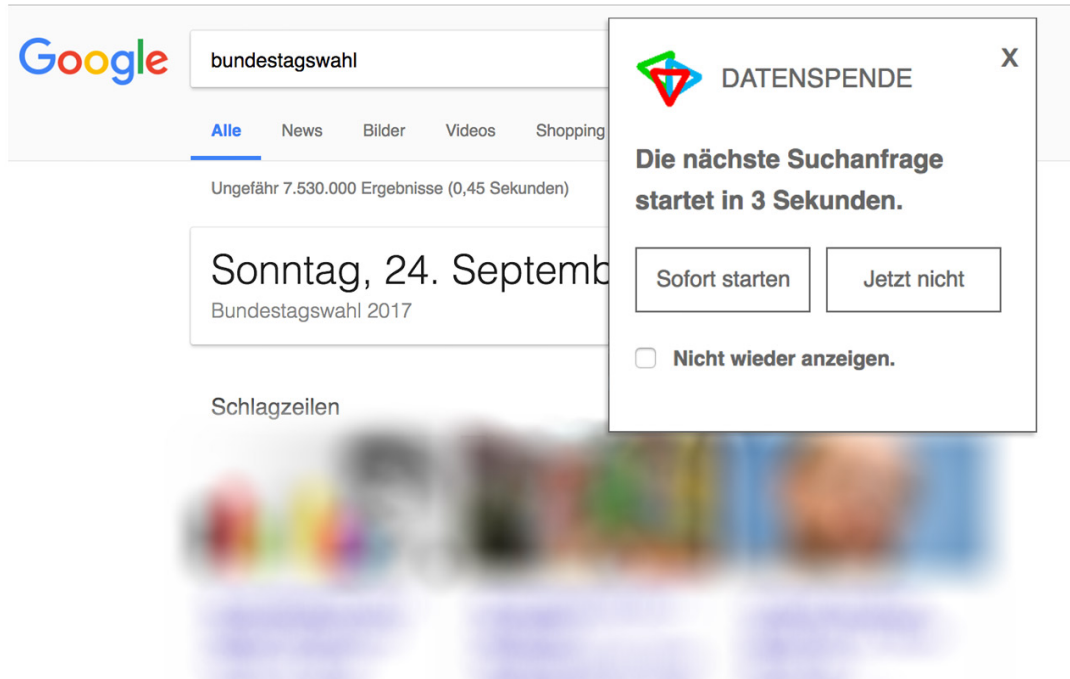 Google
bundestagswahl
Alle News Bilder Videos Shopping
Ungefähr 7.530.000 Ergebnisse (0,45 Sekunden)
Sonntag, 24. Septemb
Bundestagswahl 2017
Schlagzeilen
DATENSPENDE
X
Die nächste Suchanfrage
startet in 3 Sekunden.
Sofort starten
Jetzt nicht
Nicht wieder anzeigen.